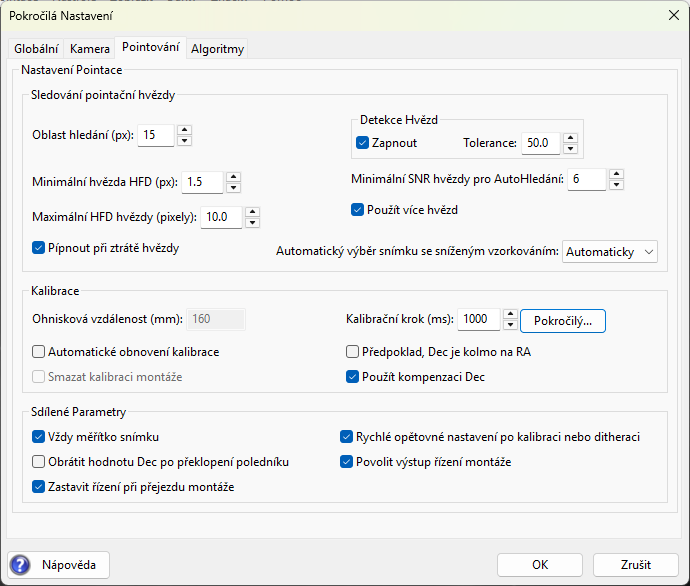 Pokročilá Nastavení
Globální Kamera Pointování Algoritmy
Nastavení Pointace
Sledování pointační hvězdy
Oblast hledání (px): 15
Detekce Hvězd
Zapnout Tolerance: 50.0
Minimální hvězda HFD (px): 1.5
Minimální SNR hvězdy pro AutoHledání: 6
Maximální HFD hvězdy (pixely): 10.0
Použít více hvězd
Pípnout při ztrátě hvězdy
Automatický výběr snímku se sníženým vzorkováním: Automaticky
Kalibrace
Ohnisková vzdálenost (mm): 160
Kalibrační krok (ms): 1000 Pokročilý...
Automatické obnovení kalibrace
Předpoklad, Dec je kolmo na RA
Smazat kalibraci montáže
Použít kompenzaci Dec
Sdílené Parametry
Vždy měřítko snímku
Rychlé opětovné nastavení po kalibraci nebo ditheraci
Obrátit hodnotu Dec po překlopení poledníku
Povolit výstup řízení montáže
Zastavit řízení při přejezdu montáže
? Nápověda
OK Zrušit